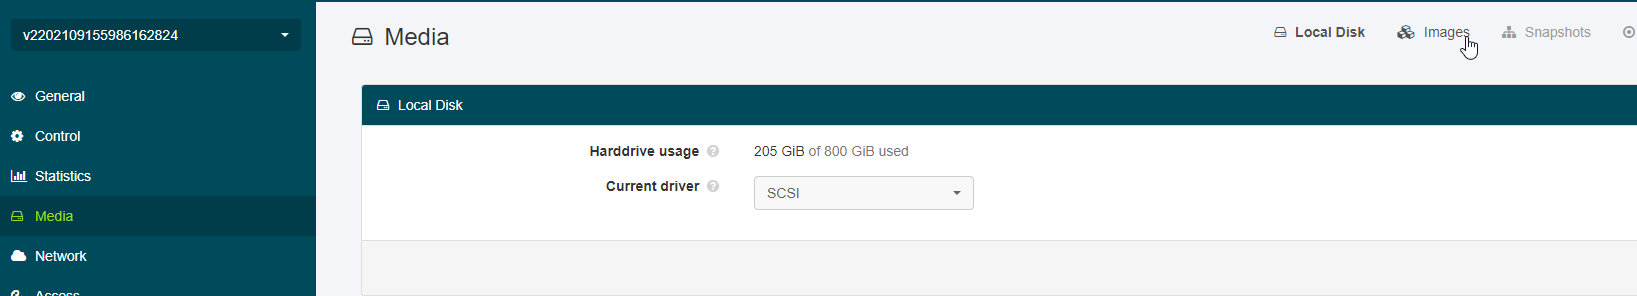 v2202109155986162824
General
Control
Statistics
Media
Network
Access
Media
Local Disk
Images
Snapshots
Local Disk
Harddrive usage
205 GiB of 800 GiB used
Current driver
SCSI